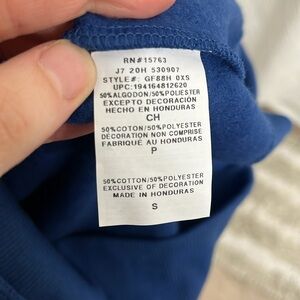 RN#15763
J7 20H 530907
STYLE#: GF88H 0XS
UPC:194164812620
50%ALGODON/50%POLIESTER
EXCEPTO DECORACIÓN
HECHO EN HONDURAS
CH
50%COTON/50%POLYESTER
DÉCORATION NON COMPRISE
FABRIQUÉ AU HONDURAS
P
50%COTTON/50%POLYESTER
EXCLUSIVE OF DECORATION
MADE IN HONDURAS
S